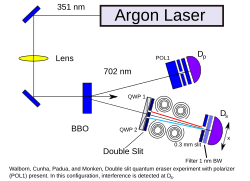 351 nm
Argon Laser
Lens
702 nm
POL1
Dp
QWP 1
Ds
BBO
QWP 2
x
0.3 mm slit
Double Slit
Filter 1 nm BW
Walborn, Cunha, Padua, and Monken, Double slit quantum eraser experiment with polarizer
(POL1) present. In this configuration, interference is detected at Ds.